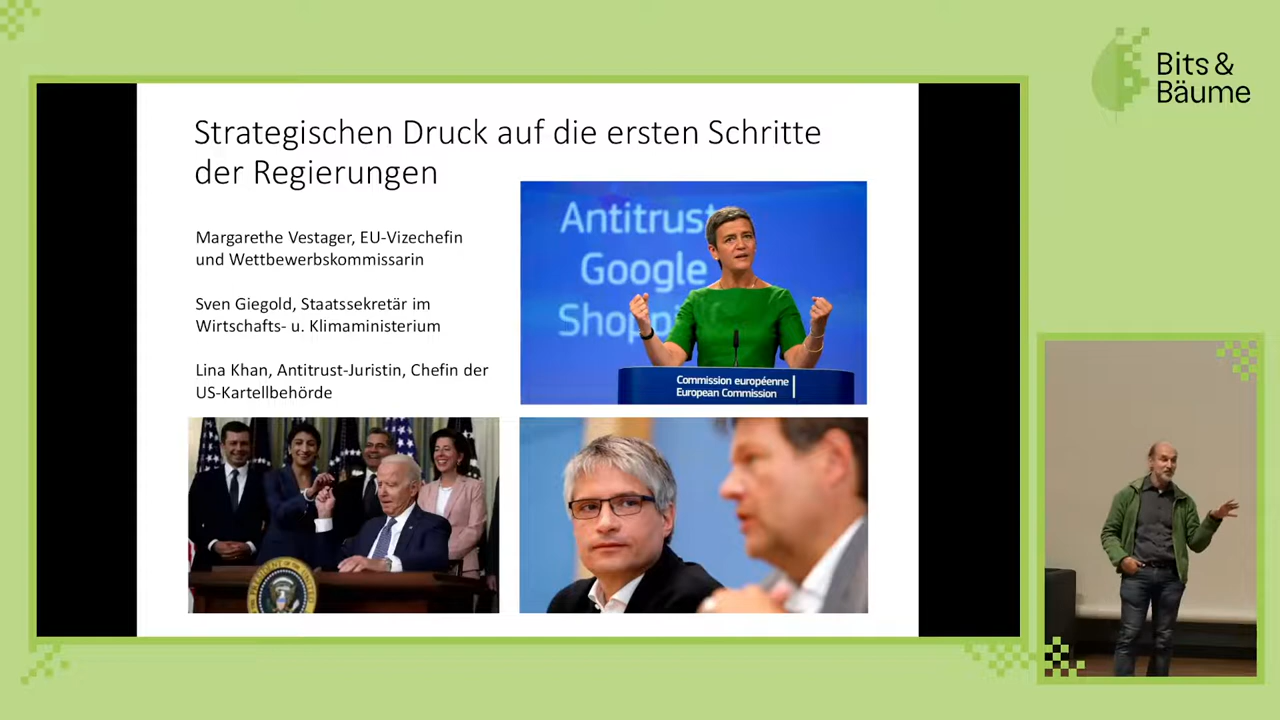 Bits &
Bäume
Strategischen Druck auf die ersten Schritte
der Regierungen
Margarethe Vestager, EU-Vizechefin
und Wettbewerbskommissarin
Sven Giegold, Staatssekretär im
Wirtschafts- u. Klimaministerium
Lina Khan, Antitrust-Juristin, Chefin der
US-Kartellbehörde
Antitrust
Google
Commission européenne
European Commission